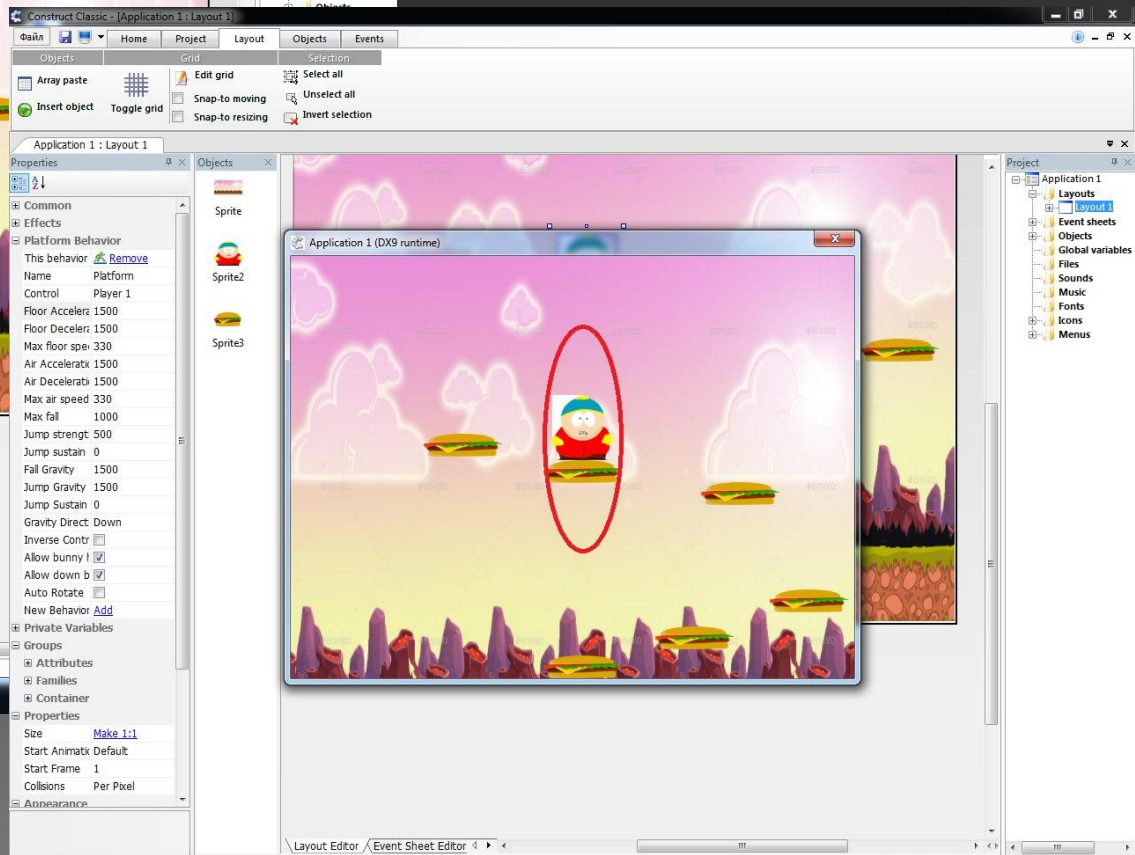 Objects
Construct Classic - [Application 1 : Layout 1]
Файл
Home
Project
Layout
Objects
Events
Objects
Grid
Selection
Array paste
Insert object
Toggle grid
Edit grid
Snap-to moving
Snap-to resizing
Select all
Unselect all
Invert selection
Application 1 : Layout 1
Properties
Common
Effects
Platform Behavior
This behavior Remove
Name Platform
Control Player 1
Floor Accelera 1500
Floor Decelera 1500
Max floor spe 330
Air Acceleratic 1500
Air Deceleratic 1500
Max air speed 330
Max fall 1000
Jump strengt 500
Jump sustain 0
Fall Gravity 1500
Jump Gravity 1500
Jump Sustain 0
Gravity Direct Down
Inverse Contr
Allow bunny h
Allow down b
Auto Rotate
New Behavior Add
Private Variables
Groups
Attributes
Families
Container
Properties
Size Make 1:1
Start Animatic Default
Start Frame 1
Collisions Per Pixel
Appearance
Objects
Sprite
Sprite2
Sprite3
Application 1 (DX9 runtime)
envato
Layout Editor
Event Sheet Editor
Project
Application 1
Layouts
Layout 1
Event sheets
Objects
Global variables
Files
Sounds
Music
Fonts
Icons
Menus